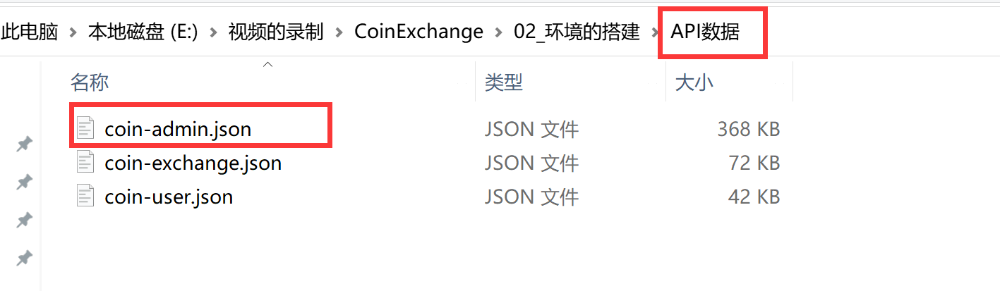 此电脑 > 本地磁盘 (E:) > 视频的录制 > CoinExchange > 02_环境的搭建 > API数据
名称 类型 大小
coin-admin.json JSON 文件 368 KB
coin-exchange.json JSON 文件 72 KB
coin-user.json JSON 文件 42 KB